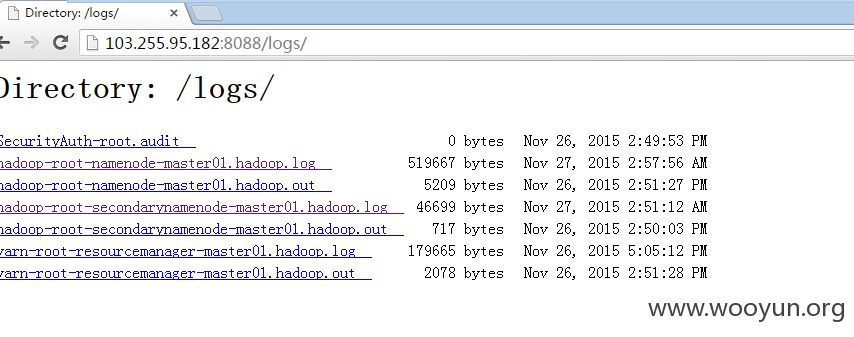 Directory: /logs/
103.255.95.182:8088/logs/
Directory: /logs/
SecurityAuth-root.audit 0 bytes Nov 26, 2015 2:49:53 PM
hadoop-root-namenode-master01.hadoop.log 519667 bytes Nov 27, 2015 2:57:56 AM
hadoop-root-namenode-master01.hadoop.out 5209 bytes Nov 26, 2015 2:51:27 PM
hadoop-root-secondarynamenode-master01.hadoop.log 46699 bytes Nov 27, 2015 2:51:12 AM
hadoop-root-secondarynamenode-master01.hadoop.out 717 bytes Nov 26, 2015 2:50:03 PM
yarn-root-resourcemanager-master01.hadoop.log 179665 bytes Nov 26, 2015 5:05:12 PM
yarn-root-resourcemanager-master01.hadoop.out 2078 bytes Nov 26, 2015 2:51:28 PM
www.wooyun.org